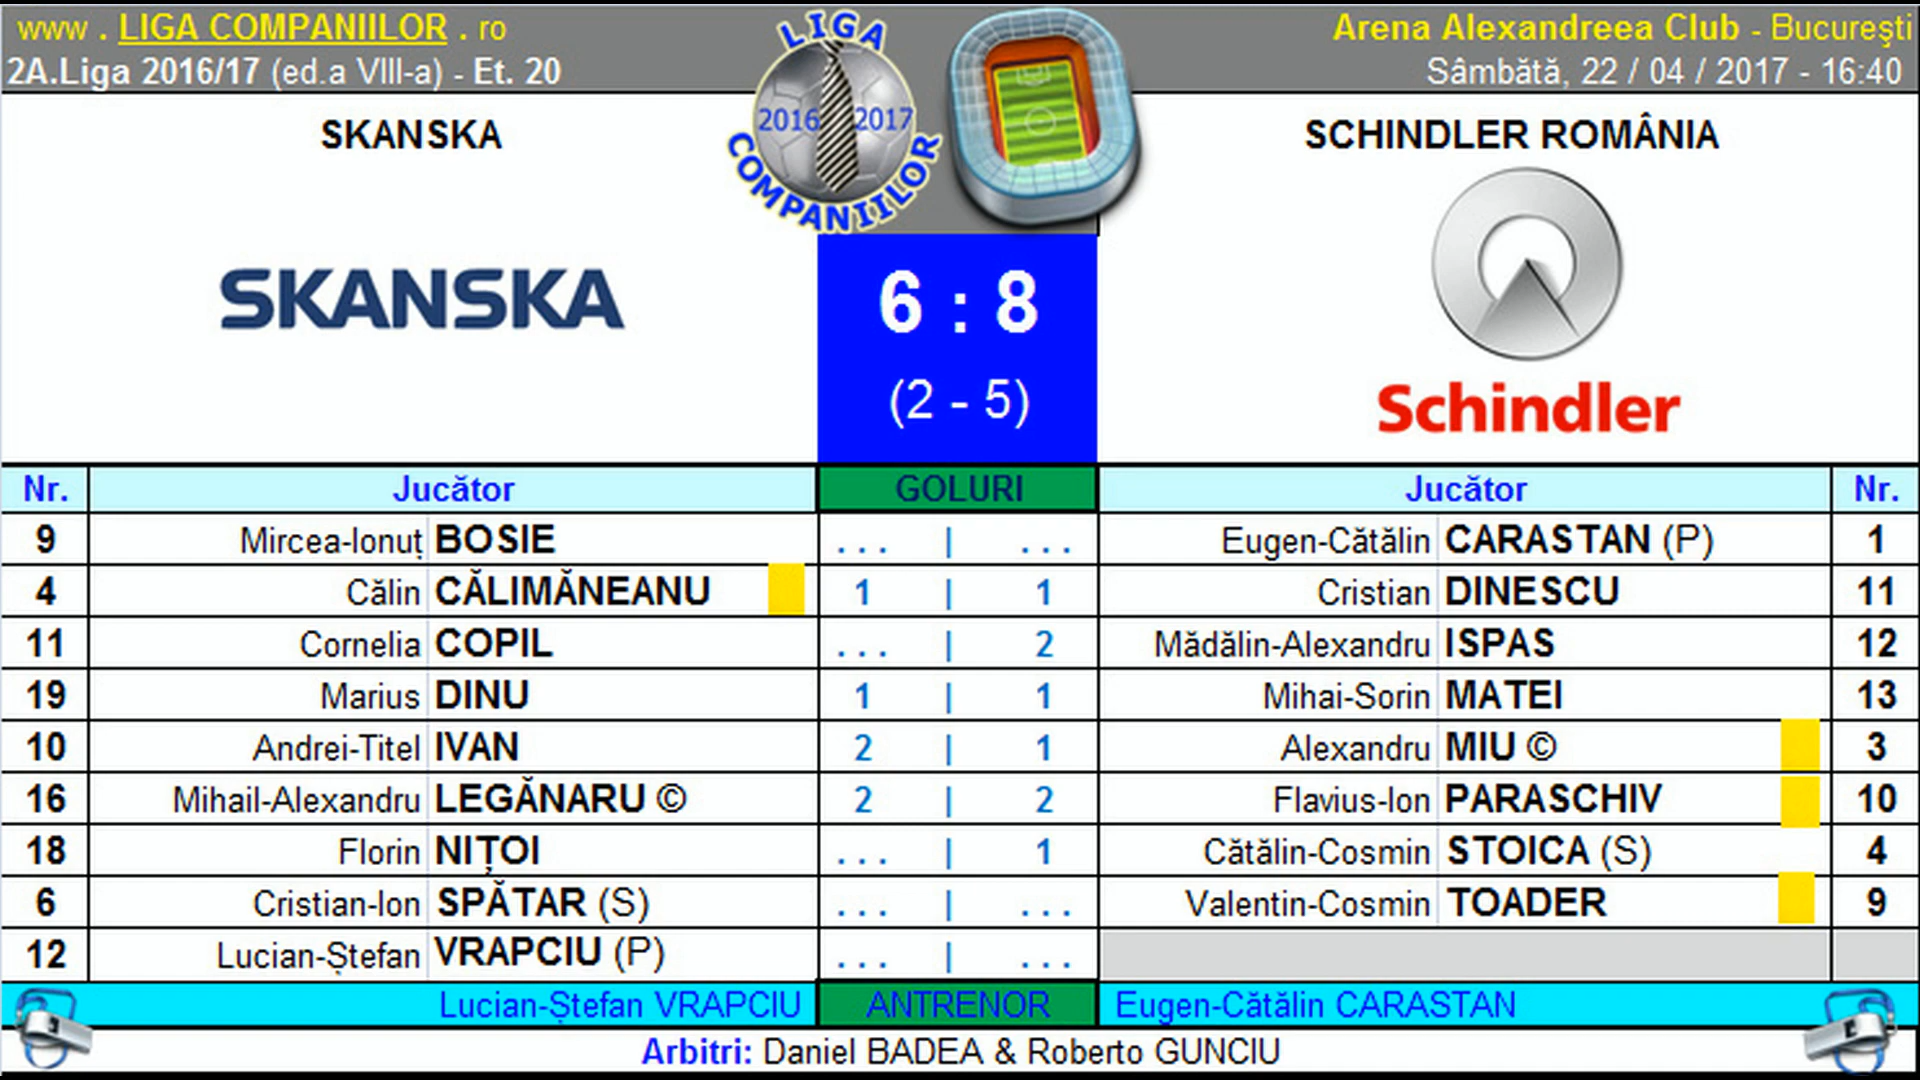 www . LIGA COMPANIILOR . ro
2A.Liga 2016/17 (ed.a VIII-a) - Et. 20
LIGA
2016 2017
COMPANIILOR
Arena Alexandreea Club - Bucureşti
Sâmbătă, 22 / 04 / 2017 - 16:40
SKANSKA
SCHINDLER ROMÂNIA
SKANSKA
6 : 8
(2 - 5)
Schindler
Nr. Jucător GOLURI Jucător Nr.
9 Mircea-Ionuț BOSIE ... | ... Eugen-Cătălin CARASTAN (P) 1
4 Călin CĂLIMĂNEANU 1 | 1 Cristian DINESCU 11
11 Cornelia COPIL ... | 2 Mădălin-Alexandru ISPAS 12
19 Marius DINU 1 | 1 Mihai-Sorin MATEI 13
10 Andrei-Titel IVAN 2 | 1 Alexandru MIU © 3
16 Mihail-Alexandru LEGĂNARU © 2 | 2 Flavius-Ion PARASCHIV 10
18 Florin NIȚOI ... | 1 Cătălin-Cosmin STOICA (S) 4
6 Cristian-Ion SPĂTAR (S) ... | ... Valentin-Cosmin TOADER 9
12 Lucian-Ștefan VRAPCIU (P) ... | ...
Lucian-Ștefan VRAPCIU ANTRENOR Eugen-Cătălin CARASTAN
Arbitri: Daniel BADEA & Roberto GUNCIU